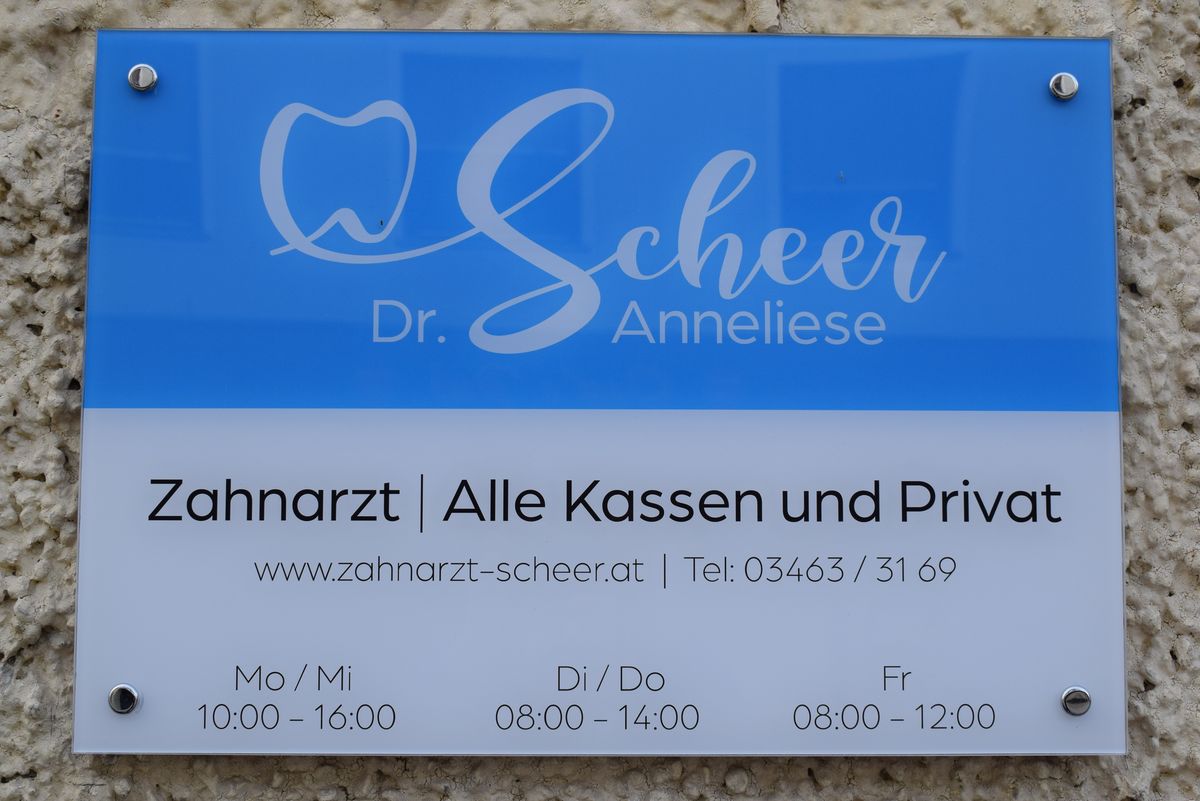 Scheer
Dr. Anneliese
Zahnarzt | Alle Kassen und Privat
www.zahnarzt-scheer.at | Tel: 03463 / 31 69
Mo / Mi
10:00 – 16:00
Di / Do
08:00 – 14:00
Fr
08:00 – 12:00